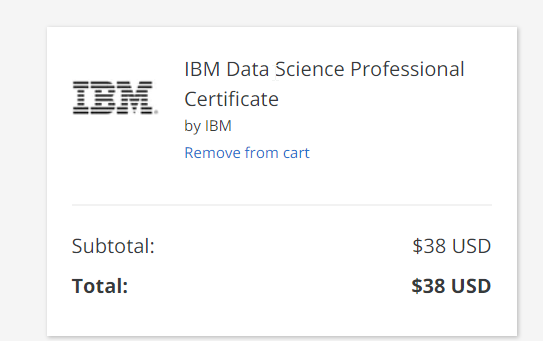 IBM
IBM Data Science Professional
Certificate
by IBM
Remove from cart
Subtotal: $38 USD
Total: $38 USD